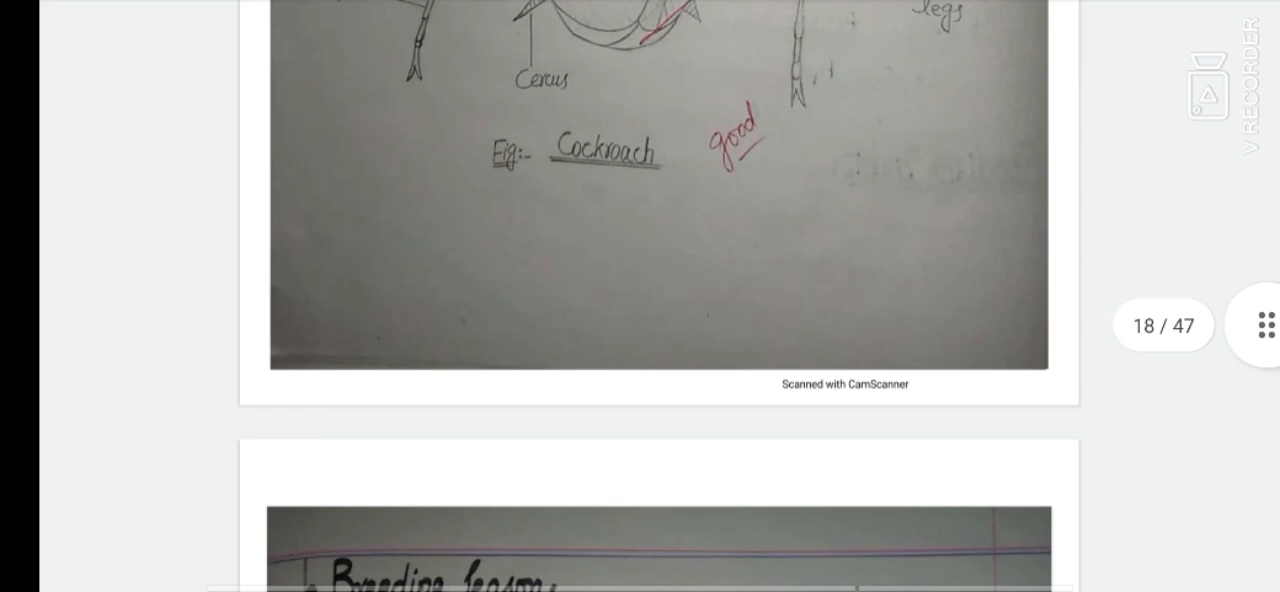 legs
Cercus
Fig:- Cockroach
good
V RECORDER
18 / 47
Scanned with CamScanner
Breeding Season